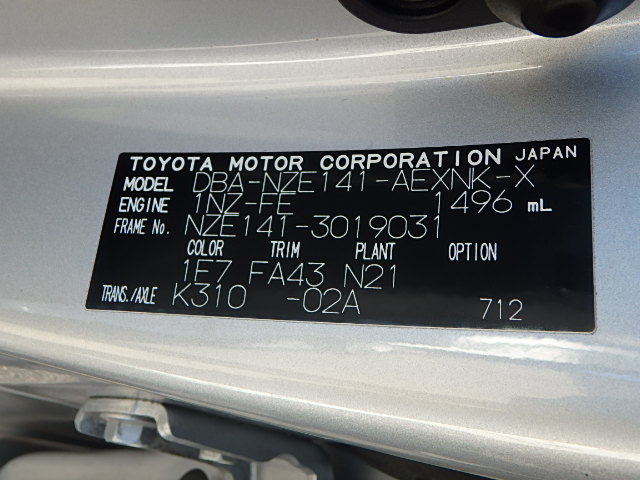 TOYOTA MOTOR CORPORATION JAPAN
MODEL DBA-NZE141-AEXNK-X
ENGINE 1NZ-FE 1496 mL
FRAME No. NZE141-3019031
COLOR TRIM PLANT OPTION
1E7 FA43 N21
TRANS./AXLE K310 -02A 712